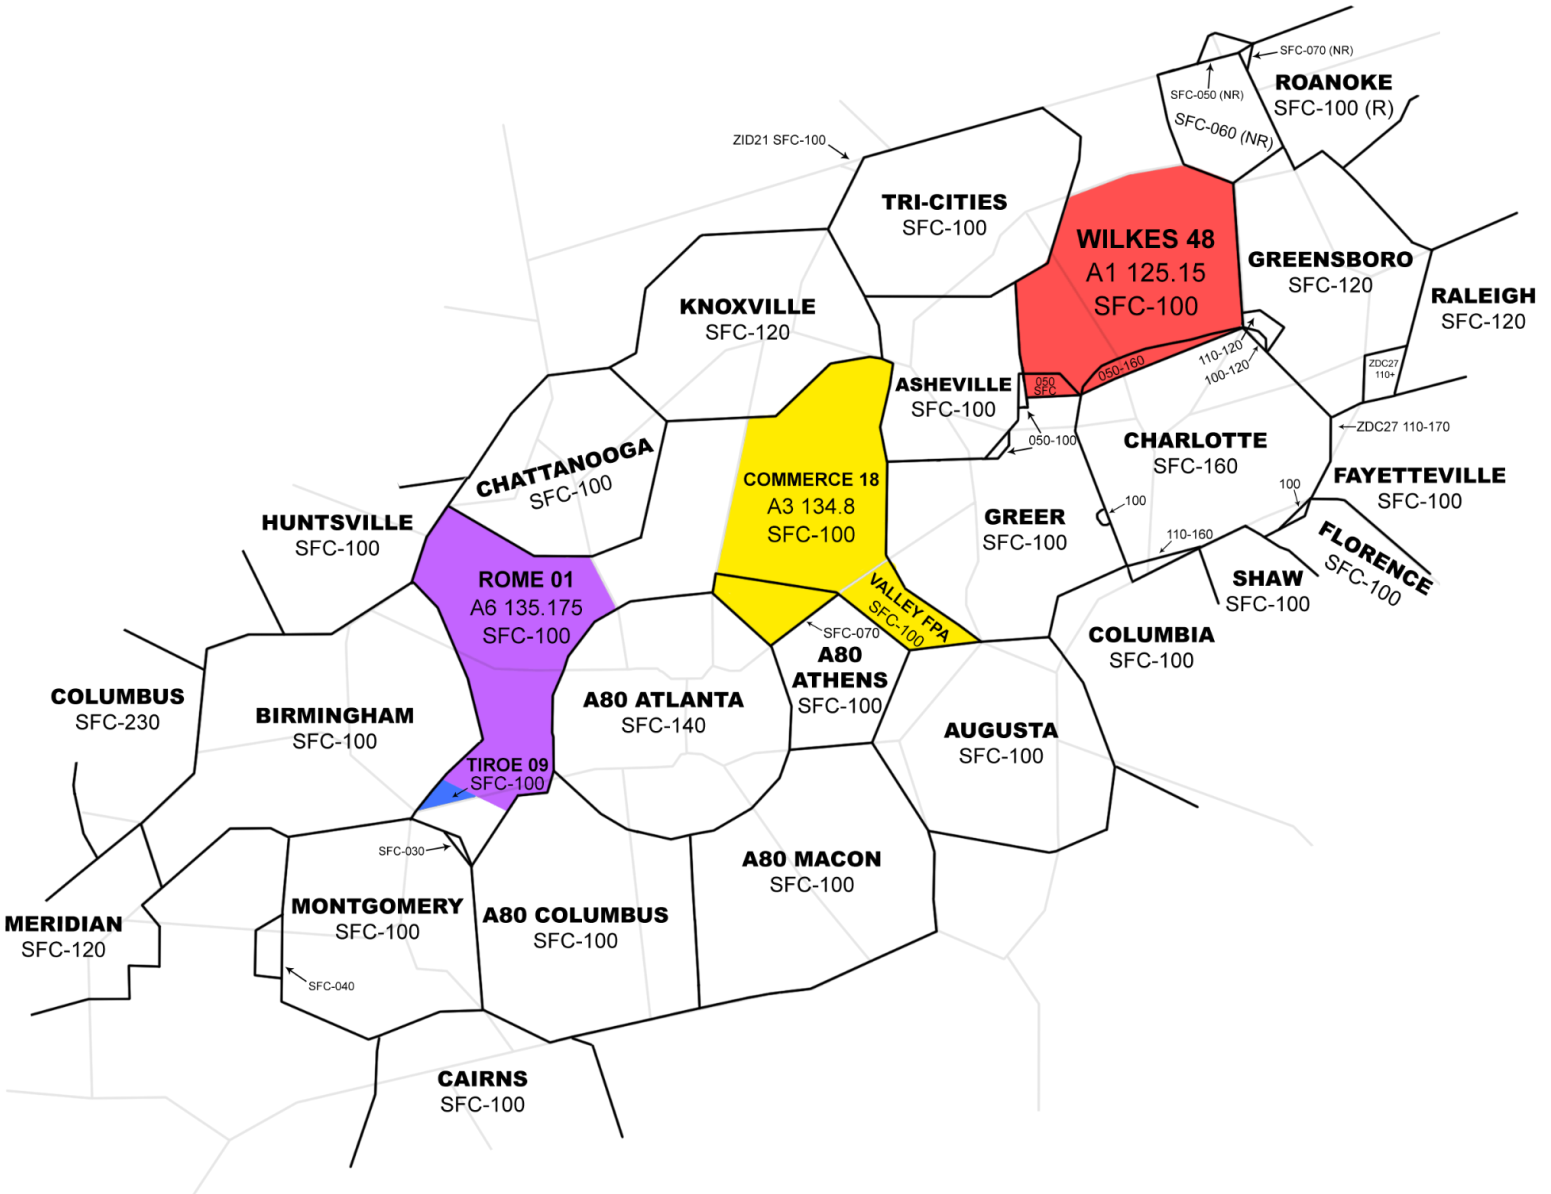 SFC-070 (NR)
ROANOKE
SFC-100 (R)
SFC-050 (NR)
SFC-060 (NR)
ZID21 SFC-100
TRI-CITIES
SFC-100
WILKES 48
A1 125.15
SFC-100
GREENSBORO
SFC-120
RALEIGH
SFC-120
KNOXVILLE
SFC-120
110-120
100-120
050-160
050
SFC
ZDC27
110+
ASHEVILLE
SFC-100
050-100
ZDC27 110-170
CHARLOTTE
SFC-160
CHATTANOOGA
SFC-100
COMMERCE 18
A3 134.8
SFC-100
FAYETTEVILLE
SFC-100
100
100
HUNTSVILLE
SFC-100
GREER
SFC-100
110-160
FLORENCE
SFC-100
SHAW
SFC-100
ROME 01
A6 135.175
SFC-100
VALLEY FPA
SFC-100
SFC-070
COLUMBIA
SFC-100
A80
ATHENS
SFC-100
COLUMBUS
SFC-230
BIRMINGHAM
SFC-100
A80 ATLANTA
SFC-140
AUGUSTA
SFC-100
TIROE 09
SFC-100
SFC-030
A80 MACON
SFC-100
MERIDIAN
SFC-120
MONTGOMERY
SFC-100
A80 COLUMBUS
SFC-100
SFC-040
CAIRNS
SFC-100